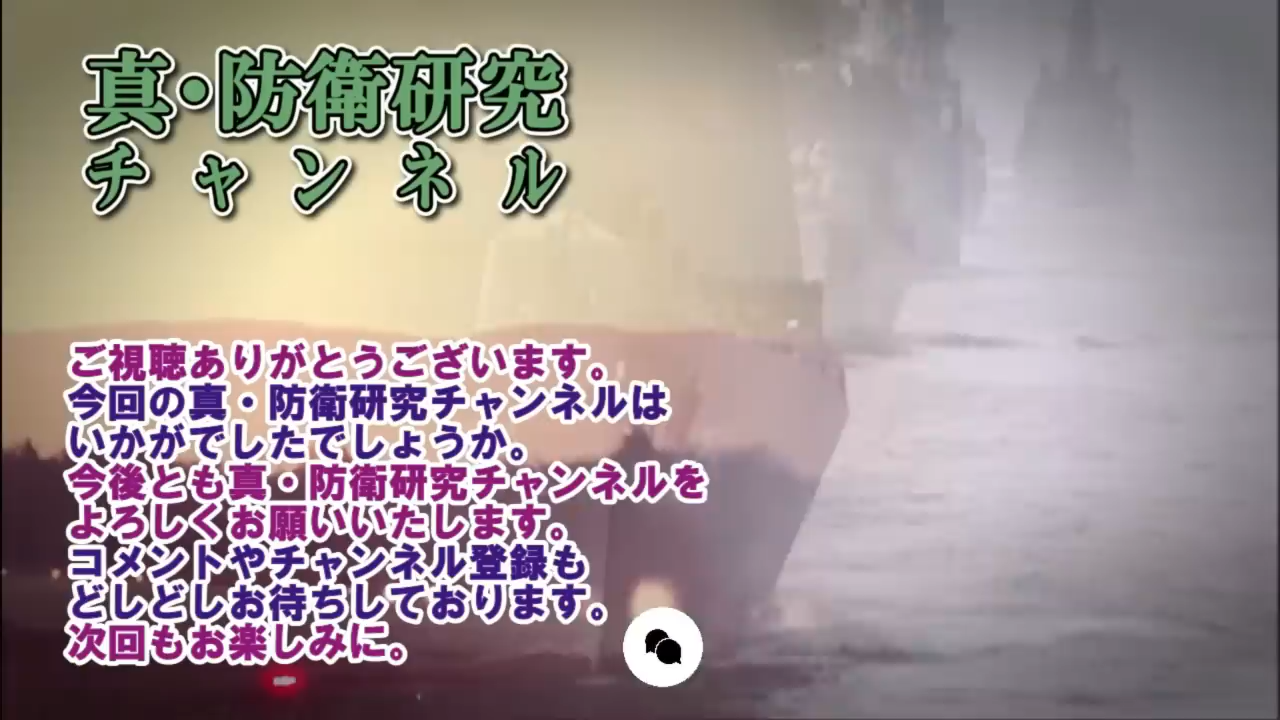 真・防衛研究
チャンネル
ご視聴ありがとうございます。
今回の真・防衛研究チャンネルは
いかがでしたでしょうか。
今後とも真・防衛研究チャンネルを
よろしくお願いいたします。
コメントやチャンネル登録も
どしどしお待ちしております。
次回もお楽しみに。